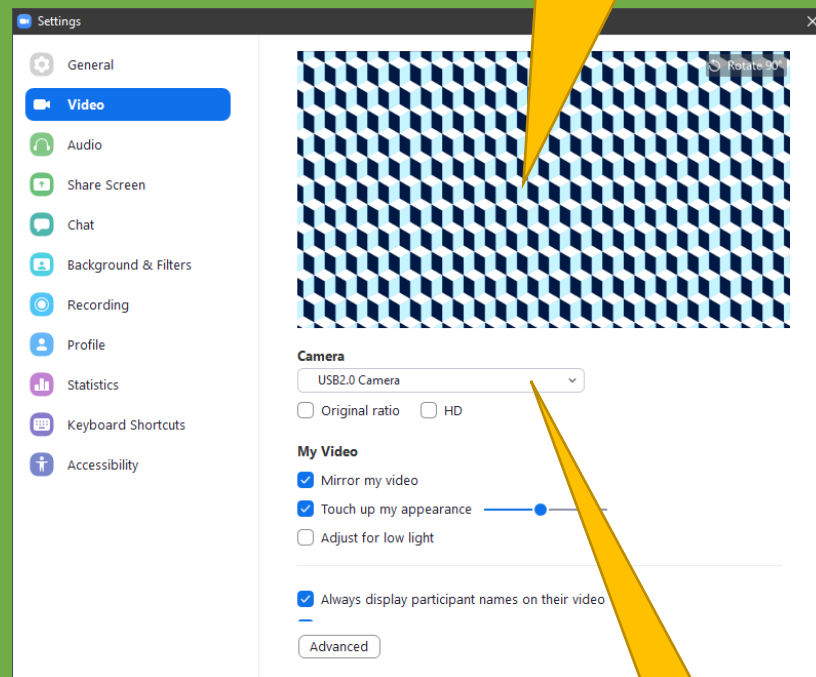 Settings
General
Video
Audio
Share Screen
Chat
Background & Filters
Recording
Profile
Statistics
Keyboard Shortcuts
Accessibility
Rotate 90°
Camera
USB2.0 Camera
Original ratio HD
My Video
Mirror my video
Touch up my appearance
Adjust for low light
Always display participant names on their video
Advanced